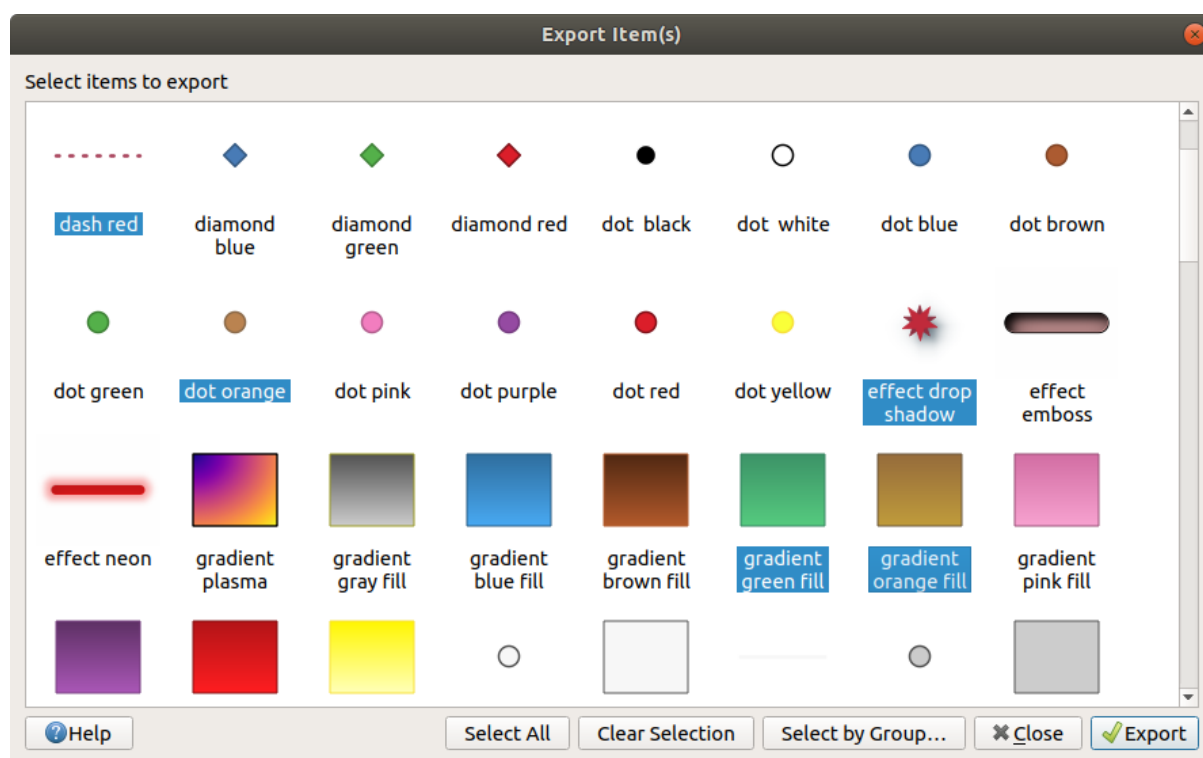 Export Item(s)
Select items to export
dash red
diamond
blue
diamond
green
diamond red
dot  black
dot  white
dot blue
dot brown
dot green
dot orange
dot pink
dot purple
dot red
dot yellow
effect drop
shadow
effect
emboss
effect neon
gradient
plasma
gradient
gray fill
gradient
blue fill
gradient
brown fill
gradient
green fill
gradient
orange fill
gradient
pink fill
Help
Select All
Clear Selection
Select by Group...
Close
Export